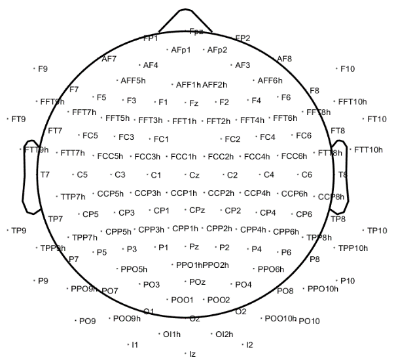 FP1 Fpz FP2
AFp1 AFp2
AF7 AF8
AF4 AF3
F9 F10
AFF5h AFF1h AFF2h AFF6h
F7 F8
F5 F3 F1 Fz F2 F4 F6
FFT9h FFT10h
FFT7h FFT8h
FT9 FFT5h FFT3h FFT1h FFT2h FFT4h FFT6h FT10
FT7 FT8
FC5 FC3 FC1 FC2 FC4 FC6
FTT9h FTT10h
FTT7h FCC5h FCC3h FCC1h FCC2h FCC4h FCC6h FTT8h
T7 C5 C3 C1 Cz C2 C4 C6 T8
TTP7h CCP5h CCP3h CCP1h CCP2h CCP4h CCP6h CCP8h
TP7 CP5 CP3 CP1 CPz CP2 CP4 CP6 TP8
TP9 CPP5h CPP3h CPP1h CPP2h CPP4h CPP6h TP10
TPP7h TPP8h
TPP9h P5 P3 P1 Pz P2 P4 P6 TPP10h
P7 P8
PPO5h PPO1h PPO2h PPO6h
P9 P10
PO3 POz PO4
PPO9h PO7 PO8 PPO10h
POO1 POO2
O1 Oz O2
PO9 POO9h POO10h PO10
OI1h OI2h
I1 I2
Iz